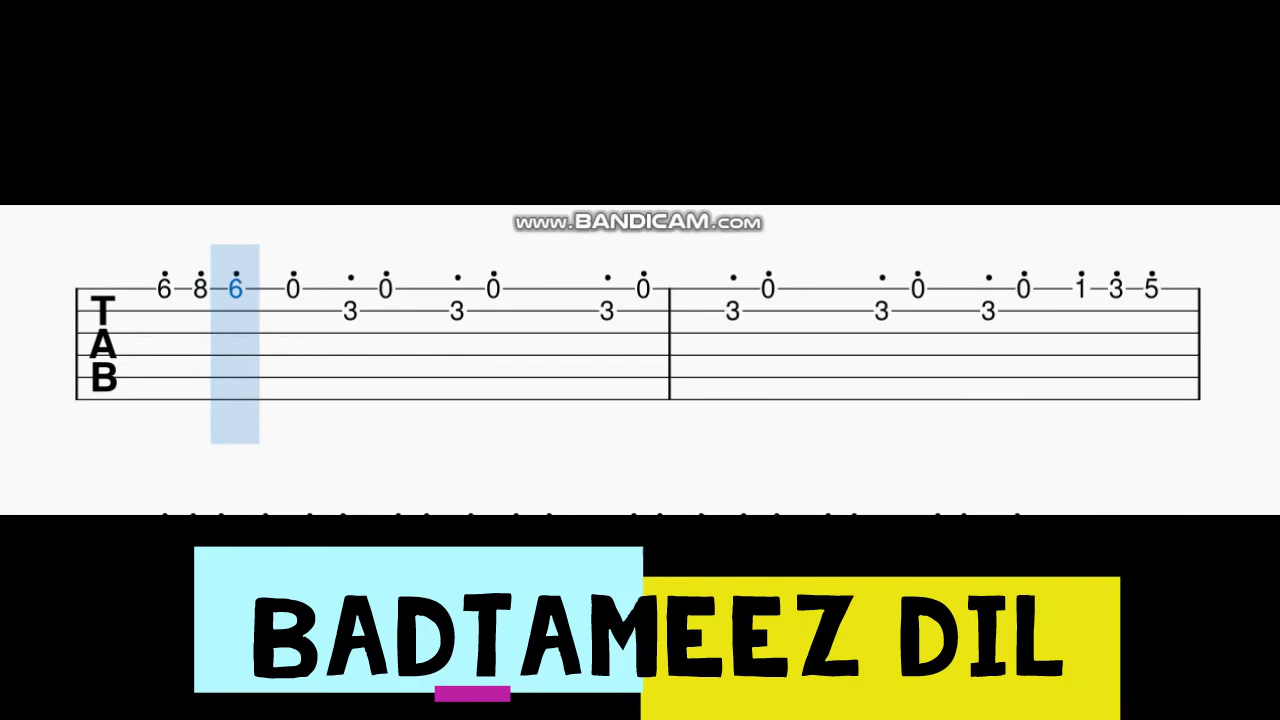 www.BANDICAM.com
6 8 6 0 0 0 0 0 0 0 1 3 5
T 3 3 3 3 3 3
A
B
BADTAMEEZ DIL